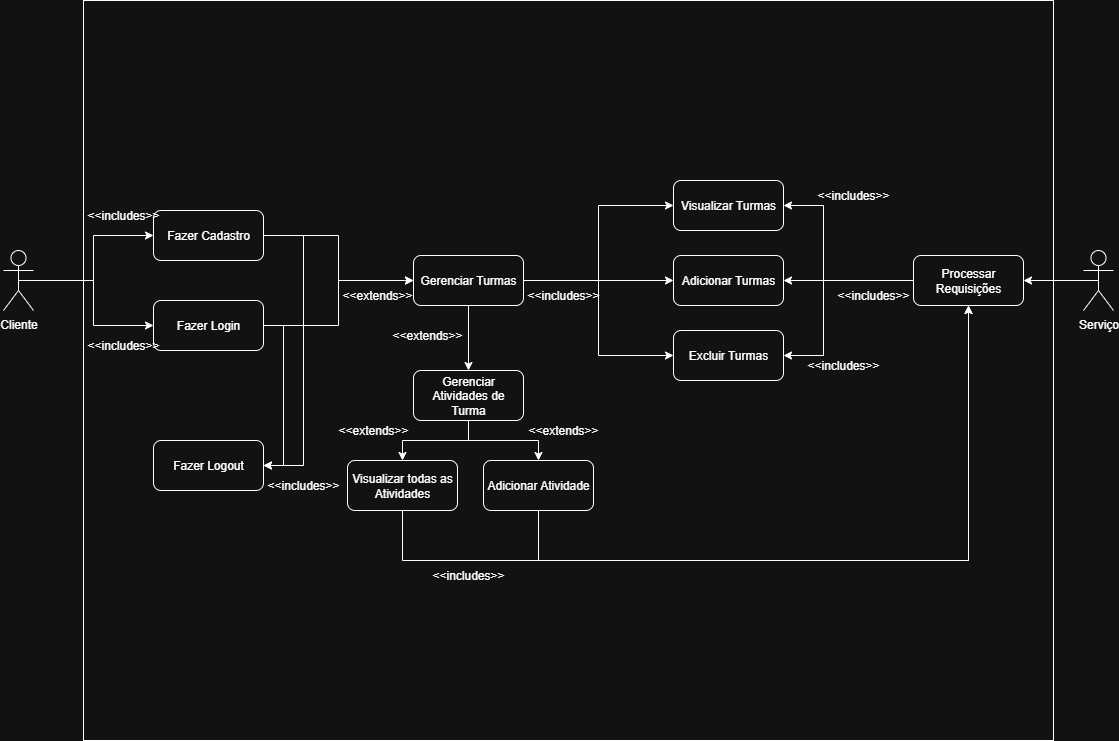 <<includes>>
Visualizar Turmas
<<includes>>
Fazer Cadastro
Cliente
Gerenciar Turmas
<<extends>>
<<includes>>
Adicionar Turmas
<<includes>>
Processar
Requisições
Serviço
Fazer Login
<<includes>>
<<extends>>
Excluir Turmas
<<includes>>
Gerenciar
Atividades de
Turma
<<extends>>
<<extends>>
Fazer Logout
<<includes>>
Visualizar todas as
Atividades
Adicionar Atividade
<<includes>>